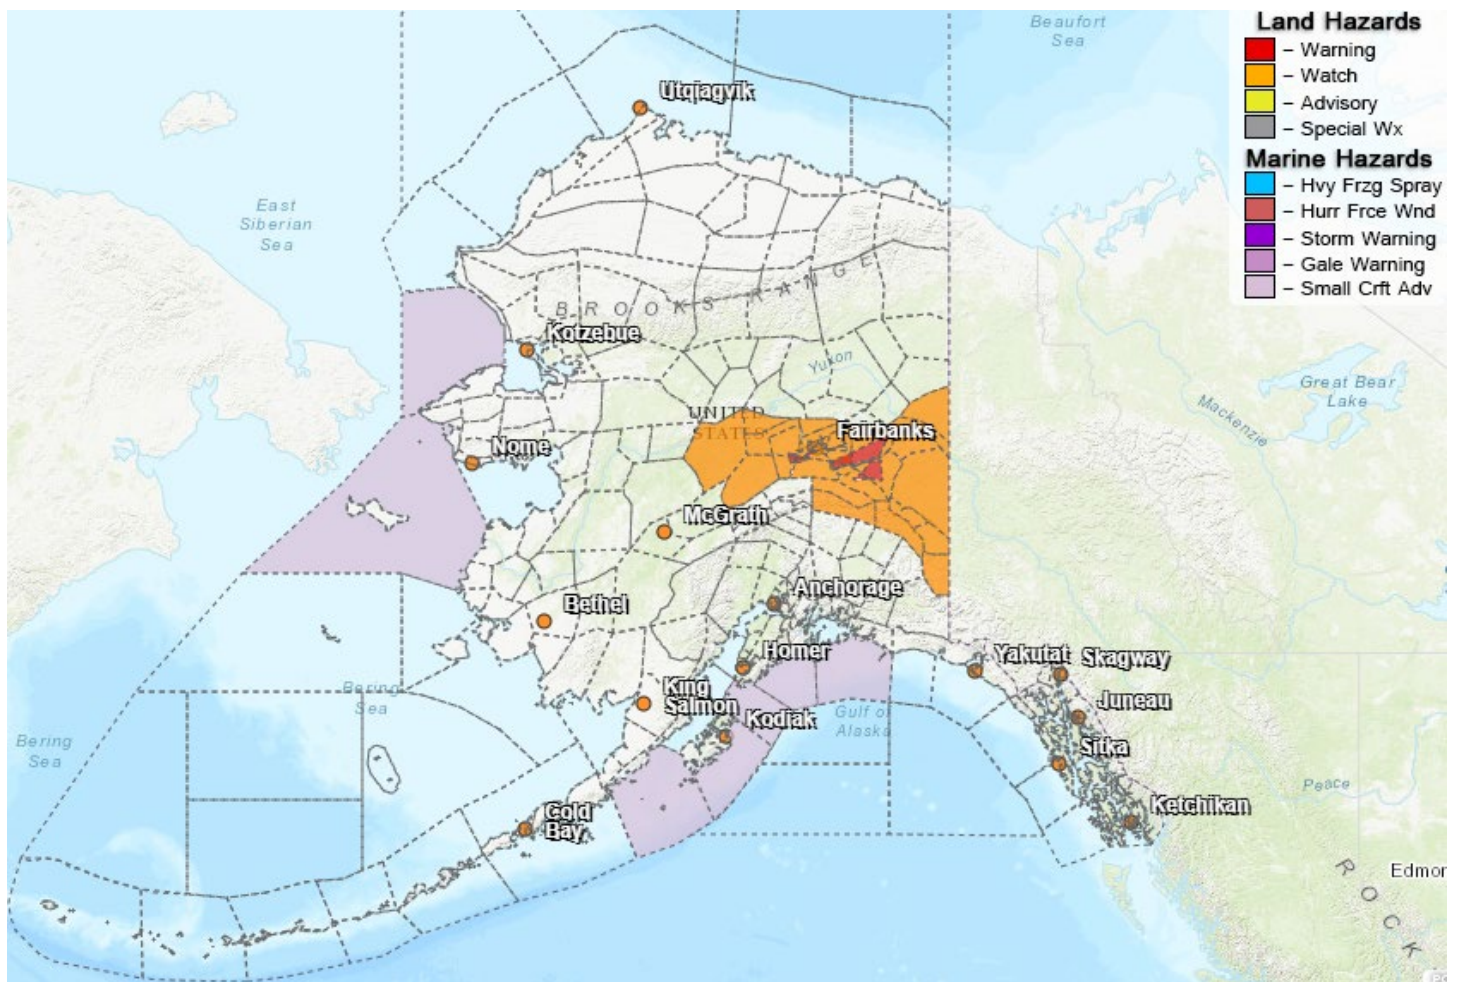 Land Hazards
– Warning
– Watch
– Advisory
– Special Wx
Marine Hazards
– Hvy Frzg Spray
– Hurr Frce Wnd
– Storm Warning
– Gale Warning
– Small Crft Adv
Beaufort
Sea
Utqiagvik
East
Siberian
Sea
BROOKS RANGE
Kotzebue
Yukon
Great Bear
Lake
Mackenzie
UNITED
STATES
Fairbanks
Nome
McGrath
Anchorage
Bethel
Homer
Yakutat
Skagway
King
Salmon
Juneau
Bering
Sea
Kodiak
Gulf of
Alaska
Sitka
Bering
Sea
Peace
Cold
Bay
Ketchikan
Edmon
ROCK